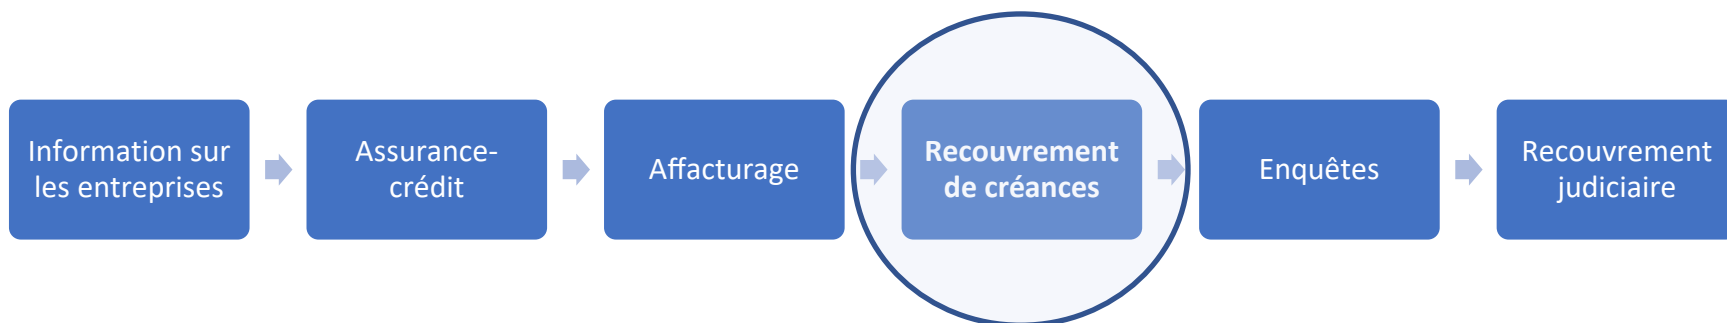 Information sur
les entreprises
Assurance-
crédit
Affacturage
Recouvrement
de créances
Enquêtes
Recouvrement
judiciaire